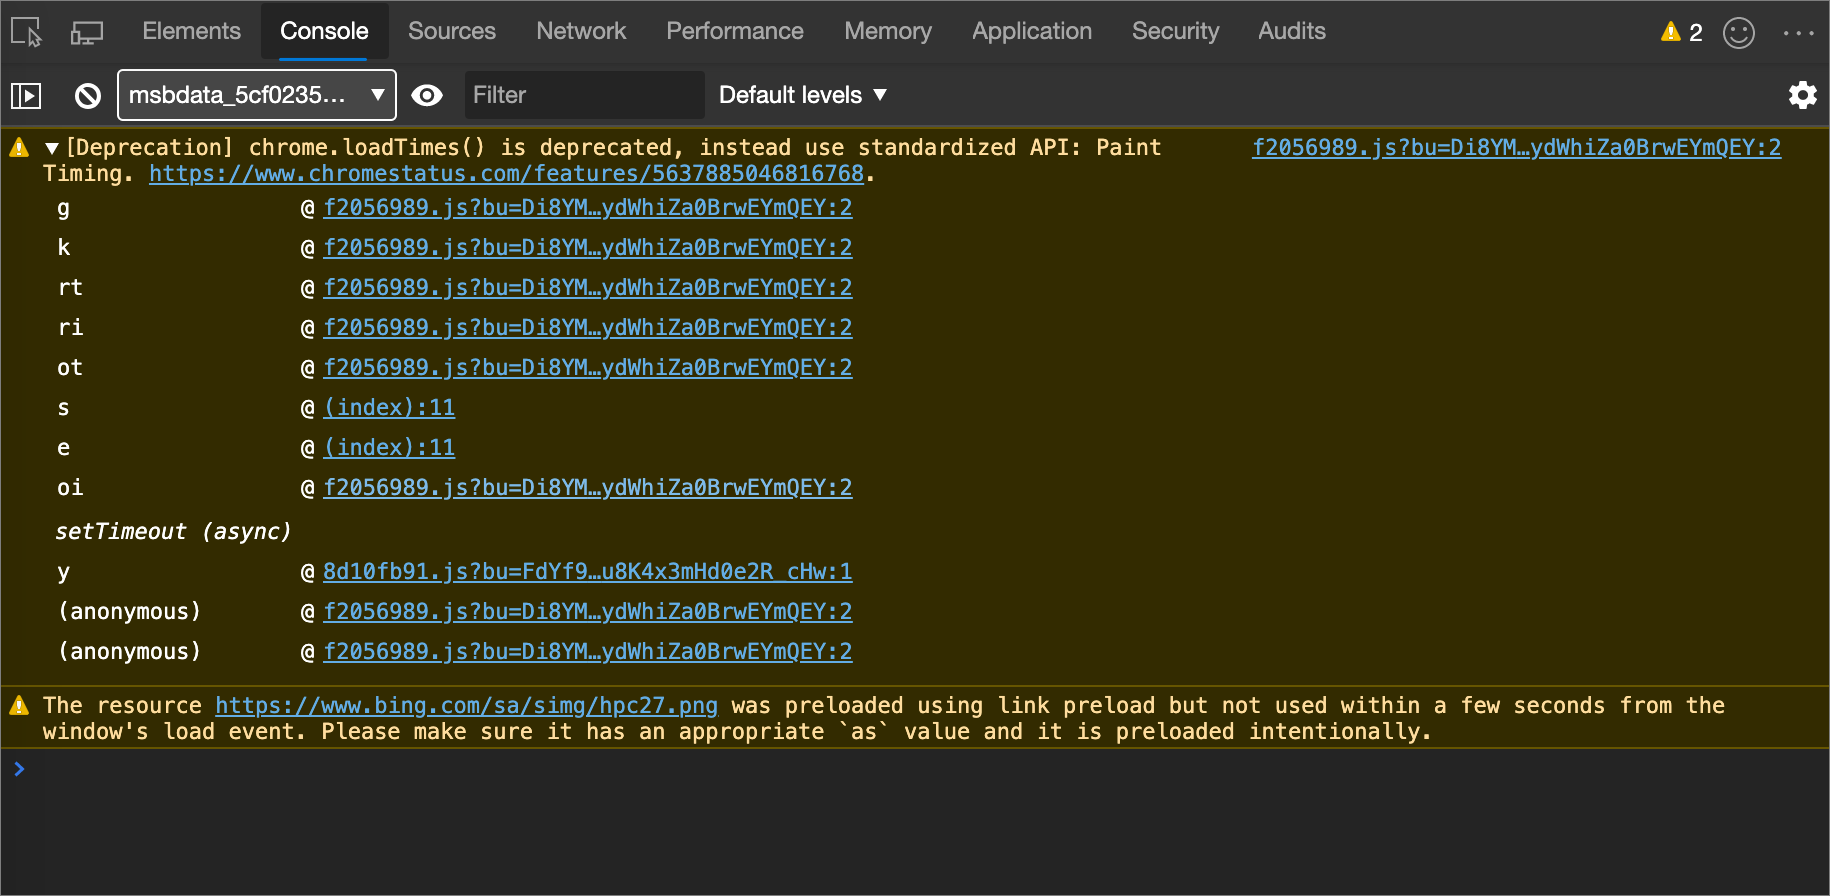 Elements Console Sources Network Performance Memory Application Security Audits 2
msbdata_5cf0235... Filter Default levels
[Deprecation] chrome.loadTimes() is deprecated, instead use standardized API: Paint f2056989.js?bu=Di8YM…ydWhiZa0BrwEYmQEY:2
Timing. https://www.chromestatus.com/features/5637885046816768.
g @ f2056989.js?bu=Di8YM…ydWhiZa0BrwEYmQEY:2
k @ f2056989.js?bu=Di8YM…ydWhiZa0BrwEYmQEY:2
rt @ f2056989.js?bu=Di8YM…ydWhiZa0BrwEYmQEY:2
ri @ f2056989.js?bu=Di8YM…ydWhiZa0BrwEYmQEY:2
ot @ f2056989.js?bu=Di8YM…ydWhiZa0BrwEYmQEY:2
s @ (index):11
e @ (index):11
oi @ f2056989.js?bu=Di8YM…ydWhiZa0BrwEYmQEY:2
setTimeout (async)
y @ 8d10fb91.js?bu=FdYf9…u8K4x3mHd0e2R_cHw:1
(anonymous) @ f2056989.js?bu=Di8YM…ydWhiZa0BrwEYmQEY:2
(anonymous) @ f2056989.js?bu=Di8YM…ydWhiZa0BrwEYmQEY:2
The resource https://www.bing.com/sa/simg/hpc27.png was preloaded using link preload but not used within a few seconds from the
window's load event. Please make sure it has an appropriate `as` value and it is preloaded intentionally.